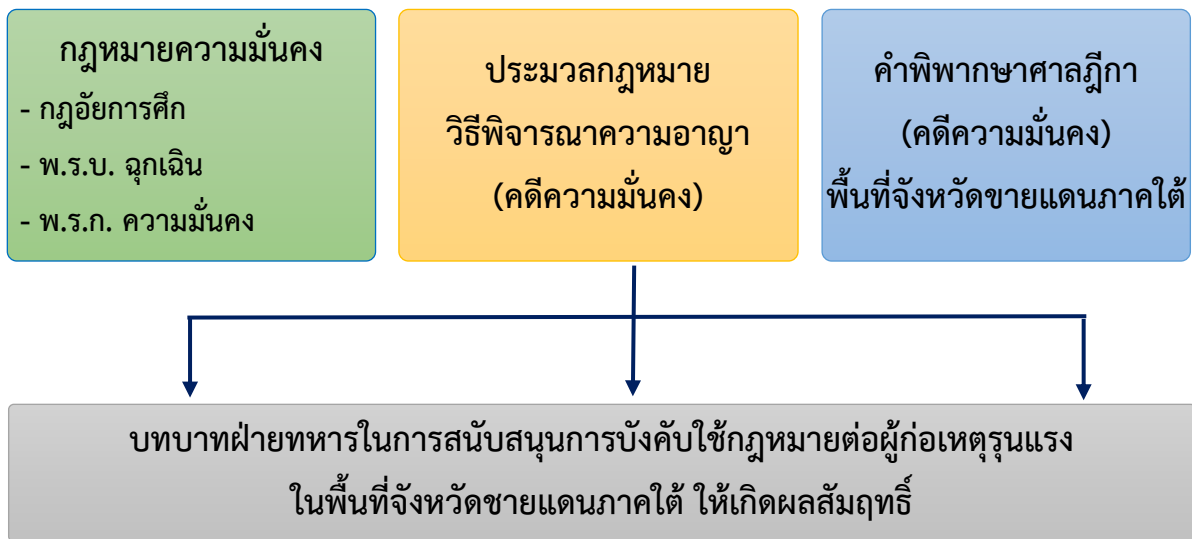 กฎหมายความมั่นคง
- กฎอัยการศึก
- พ.ร.บ. ฉุกเฉิน
- พ.ร.ก. ความมั่นคง
ประมวลกฎหมาย
วิธีพิจารณาความอาญา
(คดีความมั่นคง)
คำพิพากษาศาลฎีกา
(คดีความมั่นคง)
พื้นที่จังหวัดขายแดนภาคใต้
บทบาทฝ่ายทหารในการสนับสนุนการบังคับใช้กฎหมายต่อผู้ก่อเหตุรุนแรง
ในพื้นที่จังหวัดชายแดนภาคใต้ ให้เกิดผลสัมฤทธิ์